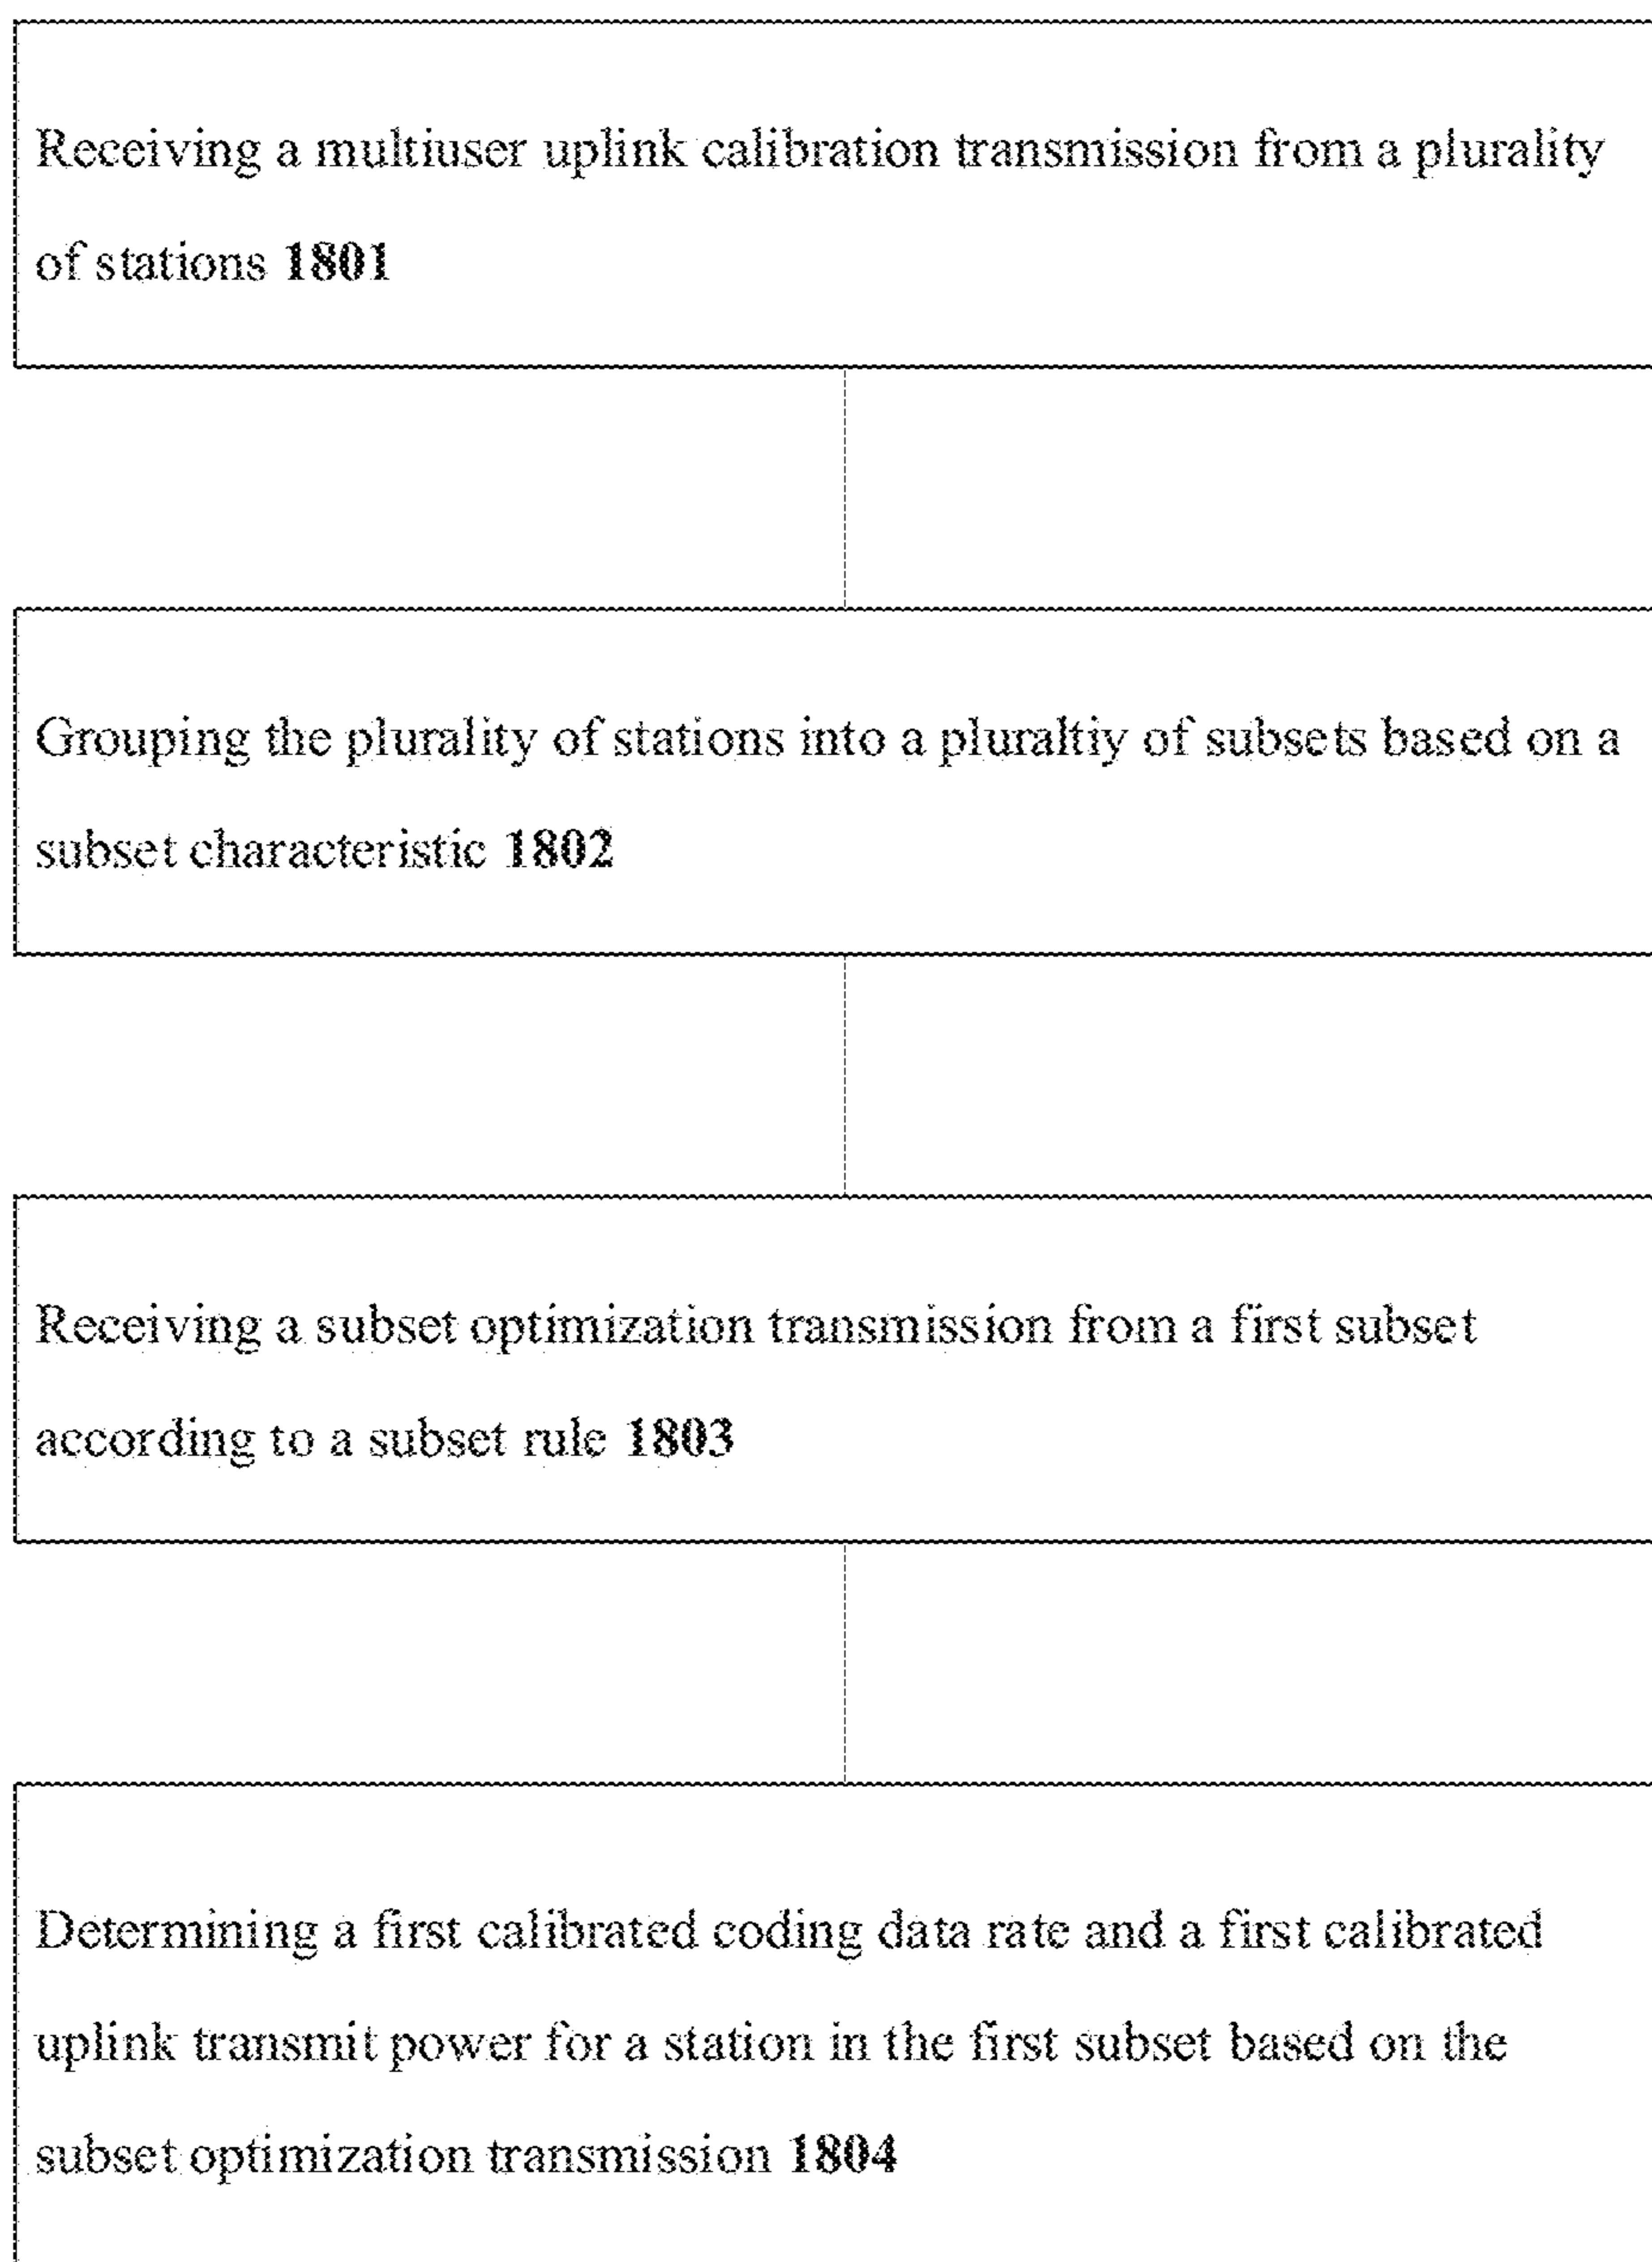 Receiving a multiuser uplink calibration transmission from a plurality
of stations 1801
Grouping the plurality of stations into a pluraltiy of subsets based on a
subset characteristic 1802
Receiving a subset optimization transmission from a first subset
according to a subset rule 1803
Determining a first calibrated coding data rate and a first calibrated
uplink transmit power for a station in the first subset based on the
subset optimization transmission 1804